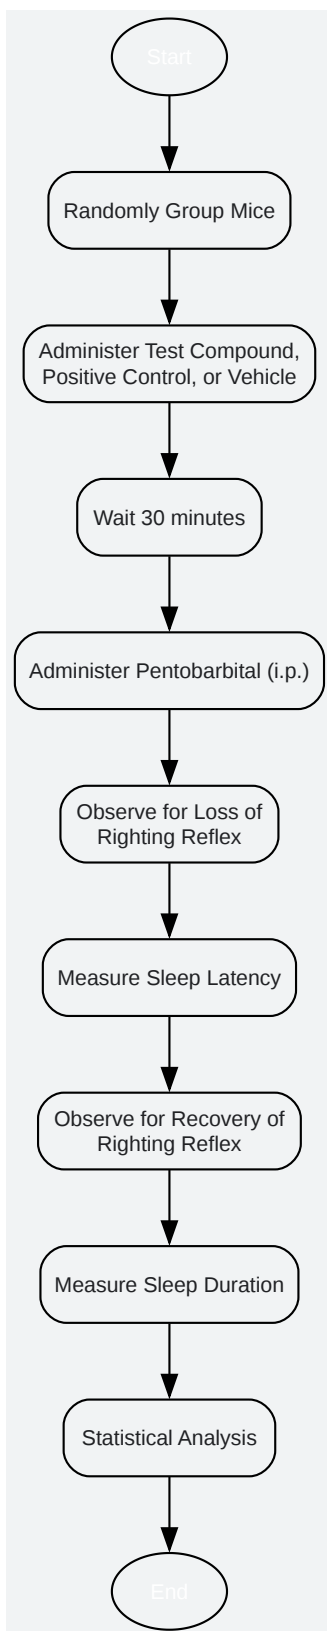 Start
Randomly Group Mice
Administer Test Compound,
Positive Control, or Vehicle
Wait 30 minutes
Administer Pentobarbital (i.p.)
Observe for Loss of
Righting Reflex
Measure Sleep Latency
Observe for Recovery of
Righting Reflex
Measure Sleep Duration
Statistical Analysis
End